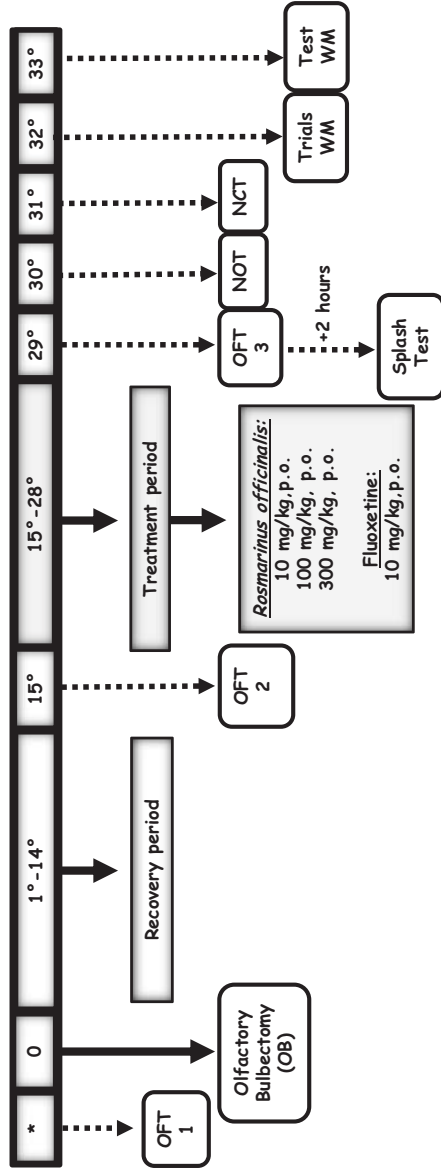 *
0
1°-14°
15°
15°-28°
29°
30°
31°
32°
33°
OFT
1
Olfactory
Bulbectomy
(OB)
Recovery period
OFT
2
Treatment period
Rosmarinus officinalis:
10 mg/kg,p.o.
100 mg/kg, p.o.
300 mg/kg, p.o.
Fluoxetine:
10 mg/kg,p.o.
OFT
3
+2 hours
Splash
Test
NOT
NCT
Trials
WM
Test
WM